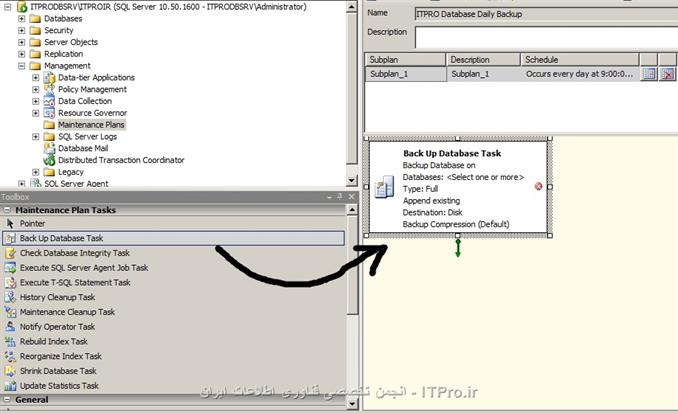 ITPRODBSRV\ITPROIR (SQL Server 10.50.1600 - ITPRODBSRV\Administrator)
Databases
Security
Server Objects
Replication
Management
Data-tier Applications
Policy Management
Data Collection
Resource Governor
Maintenance Plans
SQL Server Logs
Database Mail
Distributed Transaction Coordinator
Legacy
SQL Server Agent
Toolbox
Maintenance Plan Tasks
Pointer
Back Up Database Task
Check Database Integrity Task
Execute SQL Server Agent Job Task
Execute T-SQL Statement Task
History Cleanup Task
Maintenance Cleanup Task
Notify Operator Task
Rebuild Index Task
Reorganize Index Task
Shrink Database Task
Update Statistics Task
General
Name ITPRO Database Daily Backup
Description
Subplan Description Schedule
Subplan_1 Subplan_1 Occurs every day at 9:00:0...
Back Up Database Task
Backup Database on
Databases: <Select one or more>
Type: Full
Append existing
Destination: Disk
Backup Compression (Default)
انجمن تخصصی فناوری اطلاعات ایران - ITPro.ir